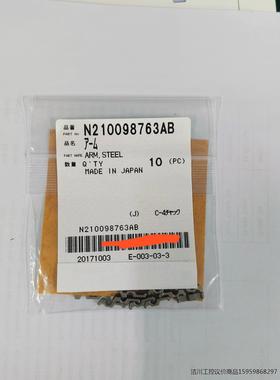 品番 PART NO N210098763AB
品名 アーム
PART NAME ARM,STEEL
数量 Q'TY 10 (PC)
MADE IN JAPAN
(J) C-4チャック
N210098763AB
20171003 E-003-03-3
洁川工控议价商品15959868297